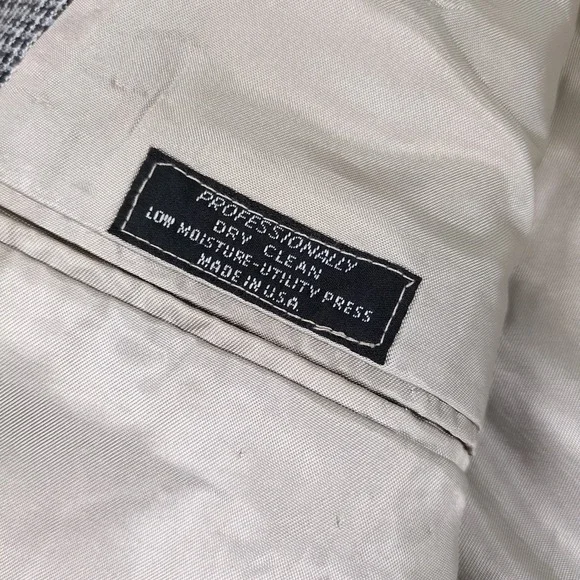 PROFESSIONALLY
DRY CLEAN
LOW MOISTURE-UTILITY PRESS
MADE IN U.S.A.